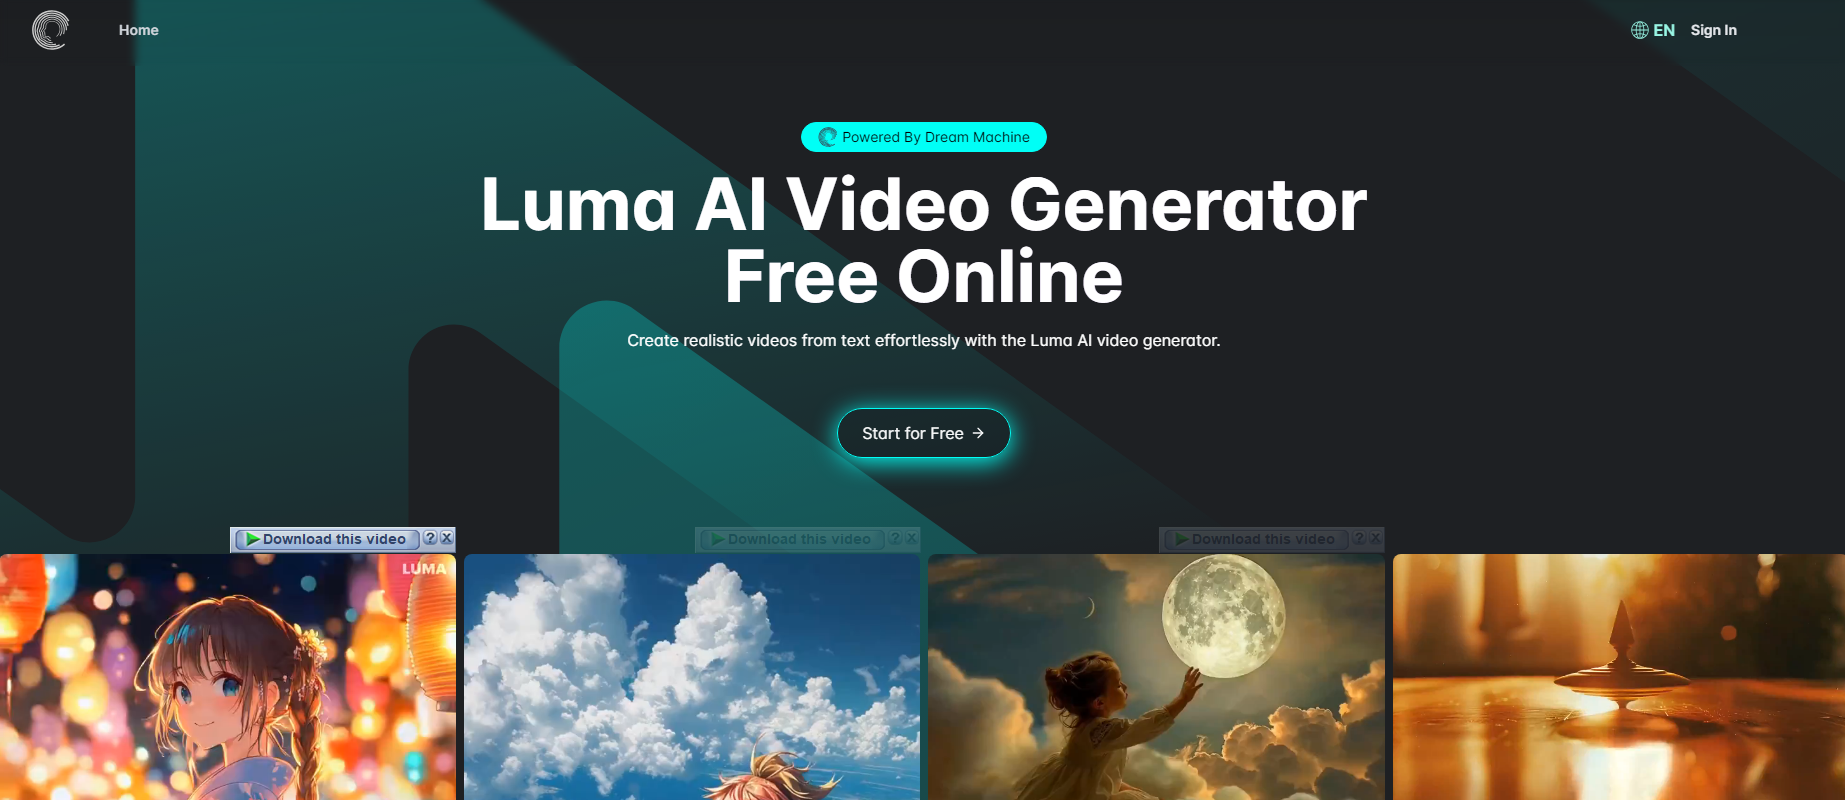 Home
EN
Sign In
Powered By Dream Machine
Luma AI Video Generator
Free Online
Create realistic videos from text effortlessly with the Luma AI video generator.
Start for Free →
Download this video ? X
Download this video ? X
Download this video ? X
LUMA